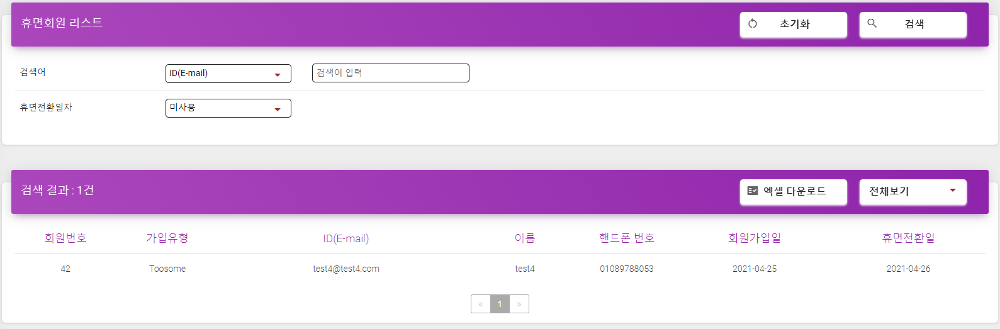 휴면회원 리스트
초기화
검색
검색어
ID(E-mail)
검색어 입력
휴면전환일자
미사용
검색 결과 : 1건
엑셀 다운로드
전체보기
회원번호 가입유형 ID(E-mail) 이름 핸드폰 번호 회원가입일 휴면전환일
42 Toosome test4@test4.com test4 01089788053 2021-04-25 2021-04-26
« 1 »